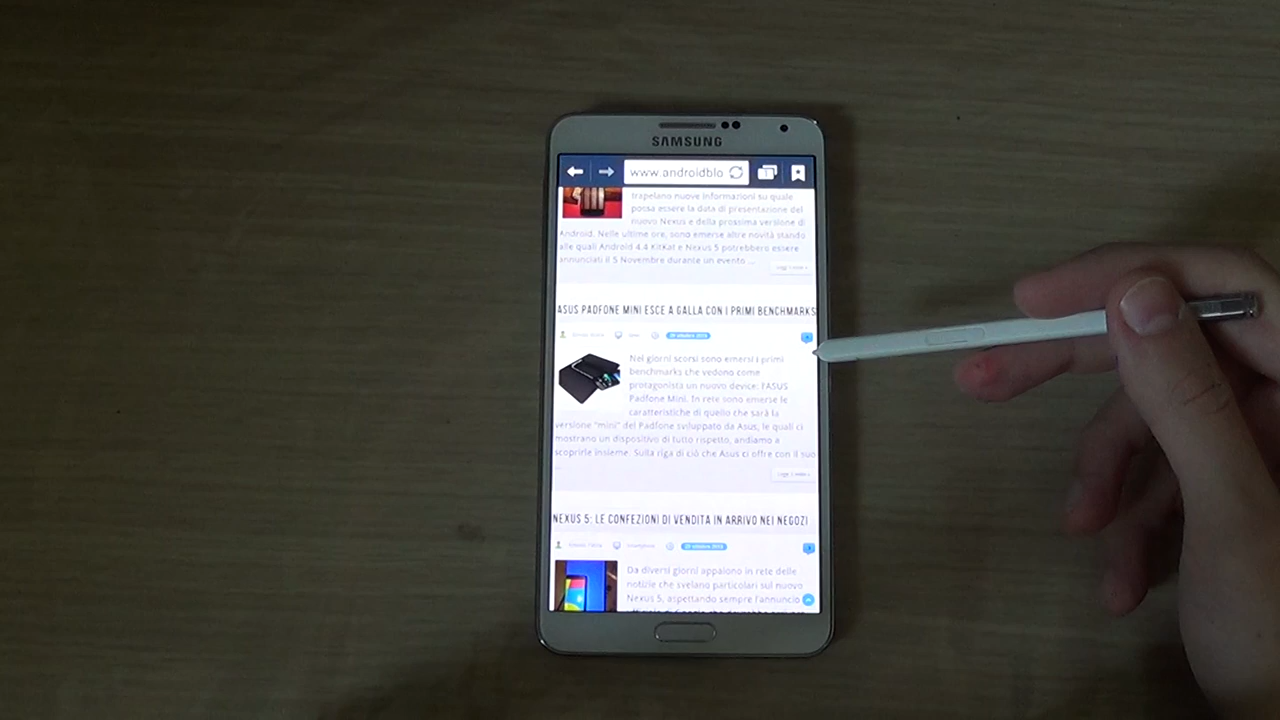 SAMSUNG
www.androidblo
trapelano nuove informazioni su quale
possa essere la data di presentazione del
nuovo Nexus e della prossima versione di
Android. Nelle ultime ore, sono emerse altre novità stando
alle quali Android 4.4 KitKat e Nexus 5 potrebbero essere
annunciati il 5 Novembre durante un evento ...
ASUS PADFONE MINI ESCE A GALLA CON I PRIMI BENCHMARKS
Nei giorni scorsi sono emersi i primi
benchmarks che vedono come
protagonista un nuovo device: l'ASUS
Padfone Mini. In rete sono emerse le
caratteristiche di quello che sarà la
versione "mini" del Padfone sviluppato da Asus, le quali ci
mostrano un dispositivo di tutto rispetto, andiamo a
scoprirle insieme. Sulla riga di ciò che Asus ci offre con il suo
...
NEXUS 5: LE CONFEZIONI DI VENDITA IN ARRIVO NEI NEGOZI
Da diversi giorni appaiono in rete delle
notizie che svelano particolari sul nuovo
Nexus 5, aspettando sempre l'annuncio